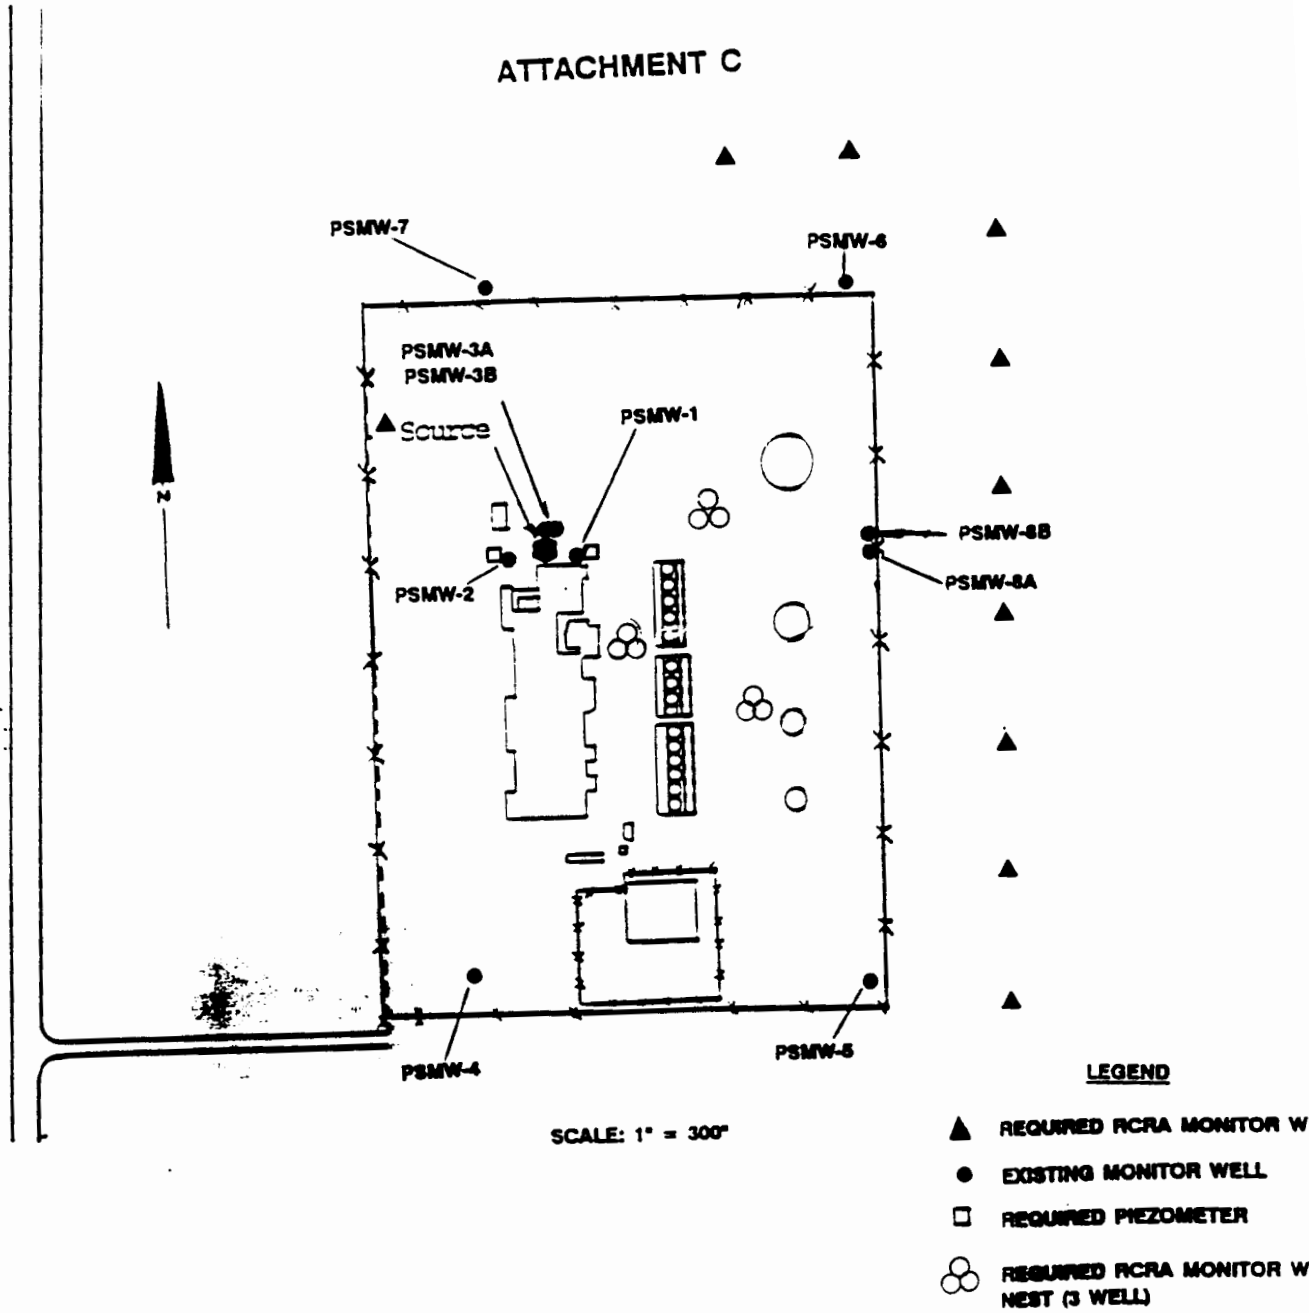 ATTACHMENT C
PSMW-7
PSMW-6
PSMW-3A
PSMW-3B
PSMW-1
Source
N
PSMW-8B
PSMW-8A
PSMW-2
PSMW-4
PSMW-5
LEGEND
SCALE: 1" = 300"
REQUIRED RCRA MONITOR W
EXISTING MONITOR WELL
REQUIRED PIEZOMETER
REQUIRED RCRA MONITOR W
NEST (3 WELL)